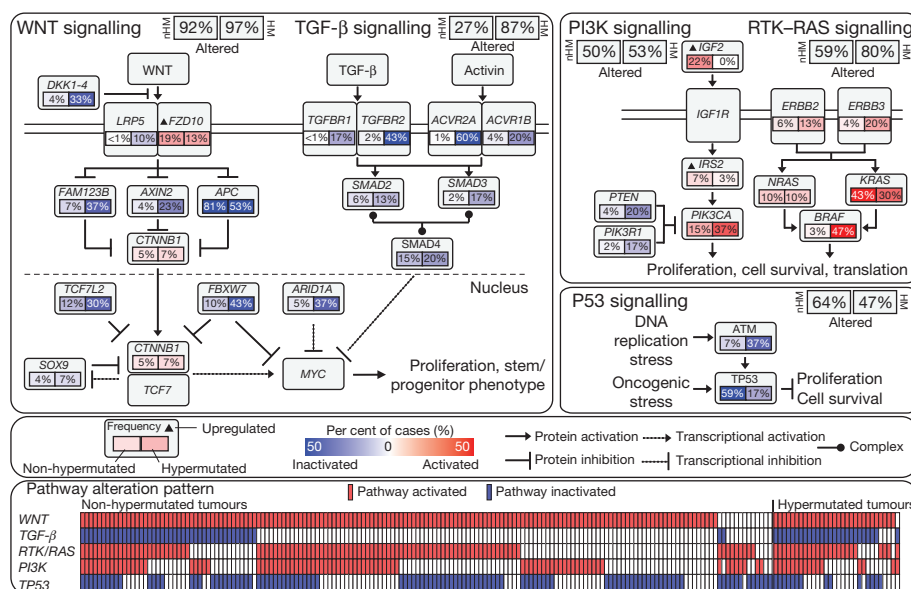 WNT signalling
nHM
92% 97%
HM
Altered
DKK1-4
4% 33%
WNT
LRP5
<1% 10%
▲FZD10
19% 13%
FAM123B
7% 37%
AXIN2
4% 23%
APC
81% 53%
CTNNB1
5% 7%
TGF-β signalling
nHM
27% 87%
HM
Altered
TGF-β
Activin
TGFBR1
<1% 17%
TGFBR2
2% 43%
ACVR2A
1% 60%
ACVR1B
4% 20%
SMAD2
6% 13%
SMAD3
2% 17%
SMAD4
15% 20%
Nucleus
TCF7L2
12% 30%
FBXW7
10% 43%
ARID1A
5% 37%
SOX9
4% 7%
CTNNB1
5% 7%
TCF7
MYC
Proliferation, stem/
progenitor phenotype
PI3K signalling
nHM
50% 53%
HM
Altered
▲IGF2
22% 0%
IGF1R
▲IRS2
7% 3%
PTEN
4% 20%
PIK3R1
2% 17%
PIK3CA
15% 37%
RTK–RAS signalling
nHM
59% 80%
HM
Altered
ERBB2
6% 13%
ERBB3
4% 20%
NRAS
10% 10%
KRAS
43% 30%
BRAF
3% 47%
Proliferation, cell survival, translation
P53 signalling
nHM
64% 47%
HM
Altered
DNA
replication
stress
ATM
7% 37%
Oncogenic
stress
TP53
59% 17%
Proliferation
Cell survival
Frequency ▲
Upregulated
Non-hypermutated
Hypermutated
Per cent of cases (%)
50 0 50
Inactivated
Activated
Protein activation
Transcriptional activation
Complex
Protein inhibition
Transcriptional inhibition
Pathway alteration pattern
Pathway activated
Pathway inactivated
Non-hypermutated tumours
Hypermutated tumours
WNT
TGF-β
RTK/RAS
PI3K
TP53